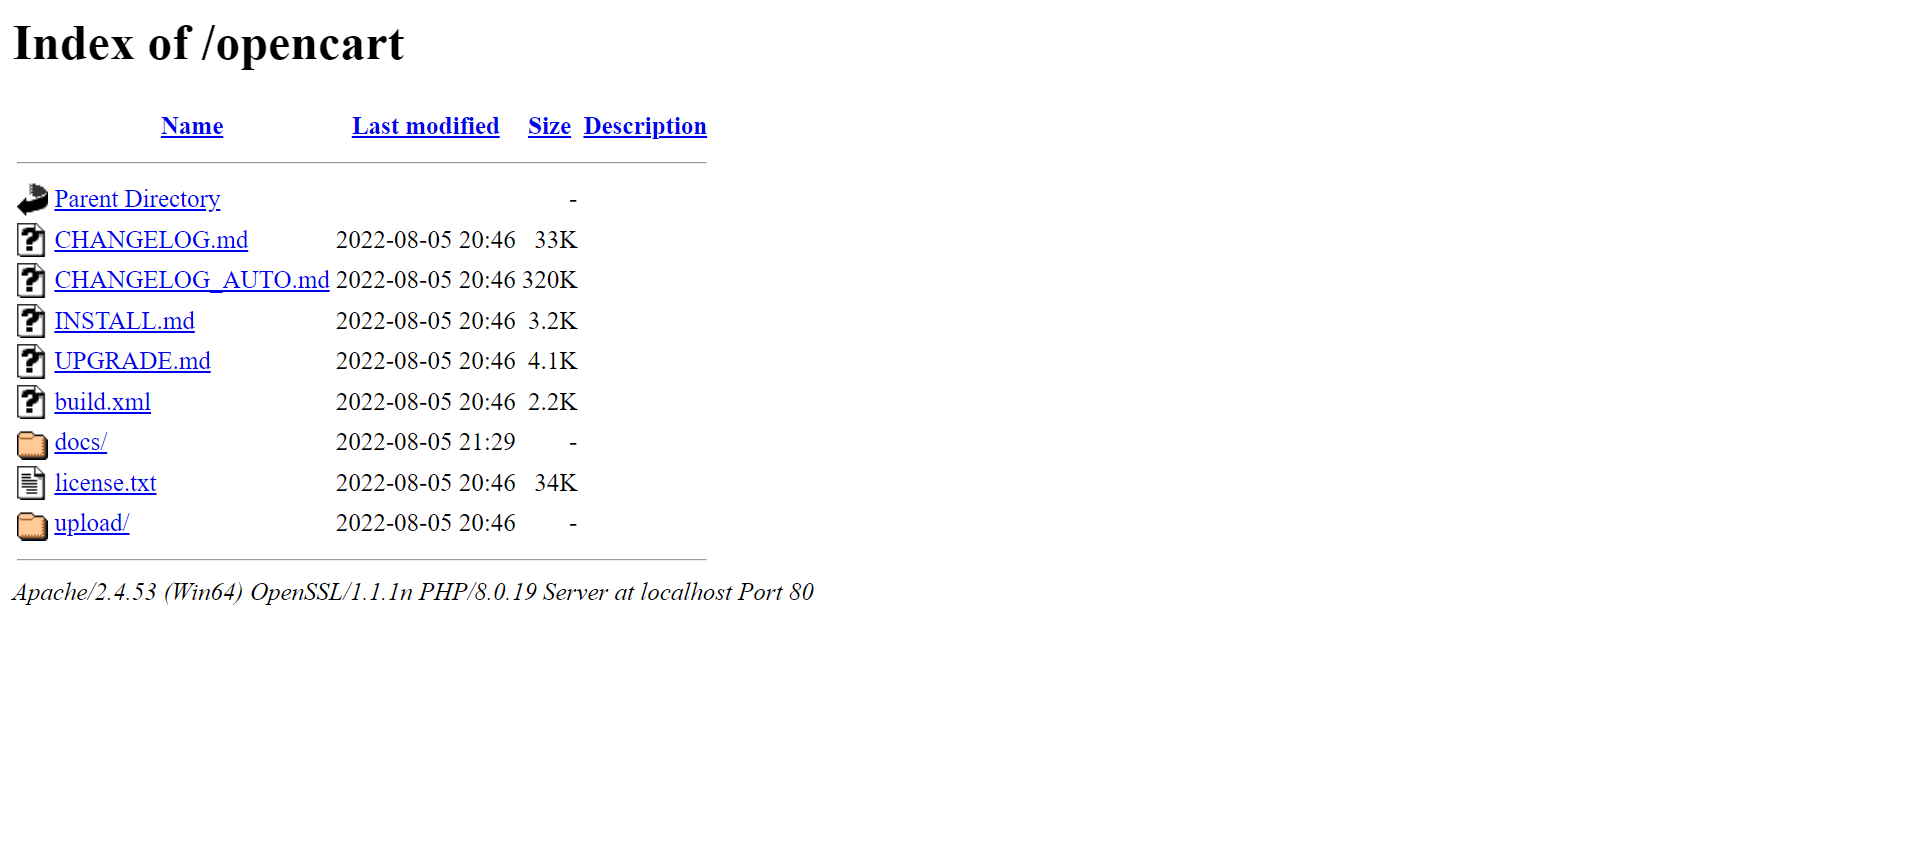 Index of /opencart
Name Last modified Size Description
Parent Directory -
CHANGELOG.md 2022-08-05 20:46 33K
CHANGELOG_AUTO.md 2022-08-05 20:46 320K
INSTALL.md 2022-08-05 20:46 3.2K
UPGRADE.md 2022-08-05 20:46 4.1K
build.xml 2022-08-05 20:46 2.2K
docs/ 2022-08-05 21:29 -
license.txt 2022-08-05 20:46 34K
upload/ 2022-08-05 20:46 -
Apache/2.4.53 (Win64) OpenSSL/1.1.1n PHP/8.0.19 Server at localhost Port 80